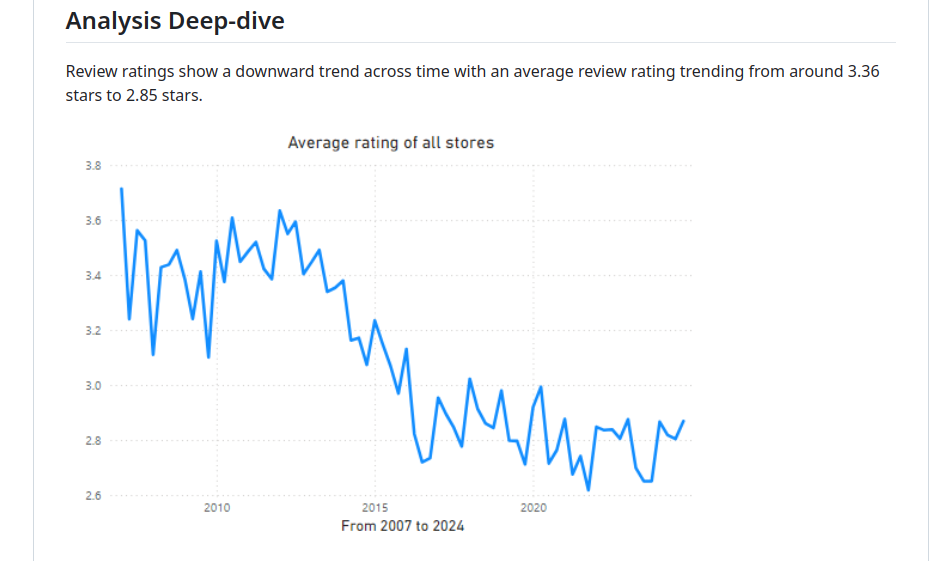 Analysis Deep-dive
Review ratings show a downward trend across time with an average review rating trending from around 3.36
stars to 2.85 stars.
Average rating of all stores
3.8
3.6
3.4
3.2
3.0
2.8
2.6
2010 2015 2020
From 2007 to 2024